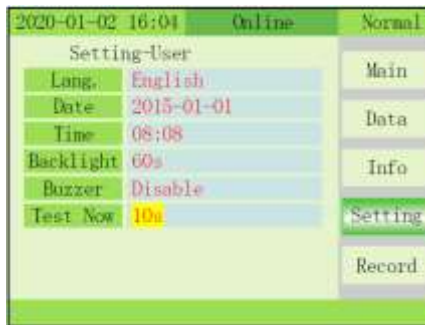 2020-01-02 16:04 Online Normal
Setting-User
Lang. English
Date 2015-01-01
Time 08:08
Backlight 60s
Buzzer Disable
Test Now 10s
Main
Data
Info
Setting
Record